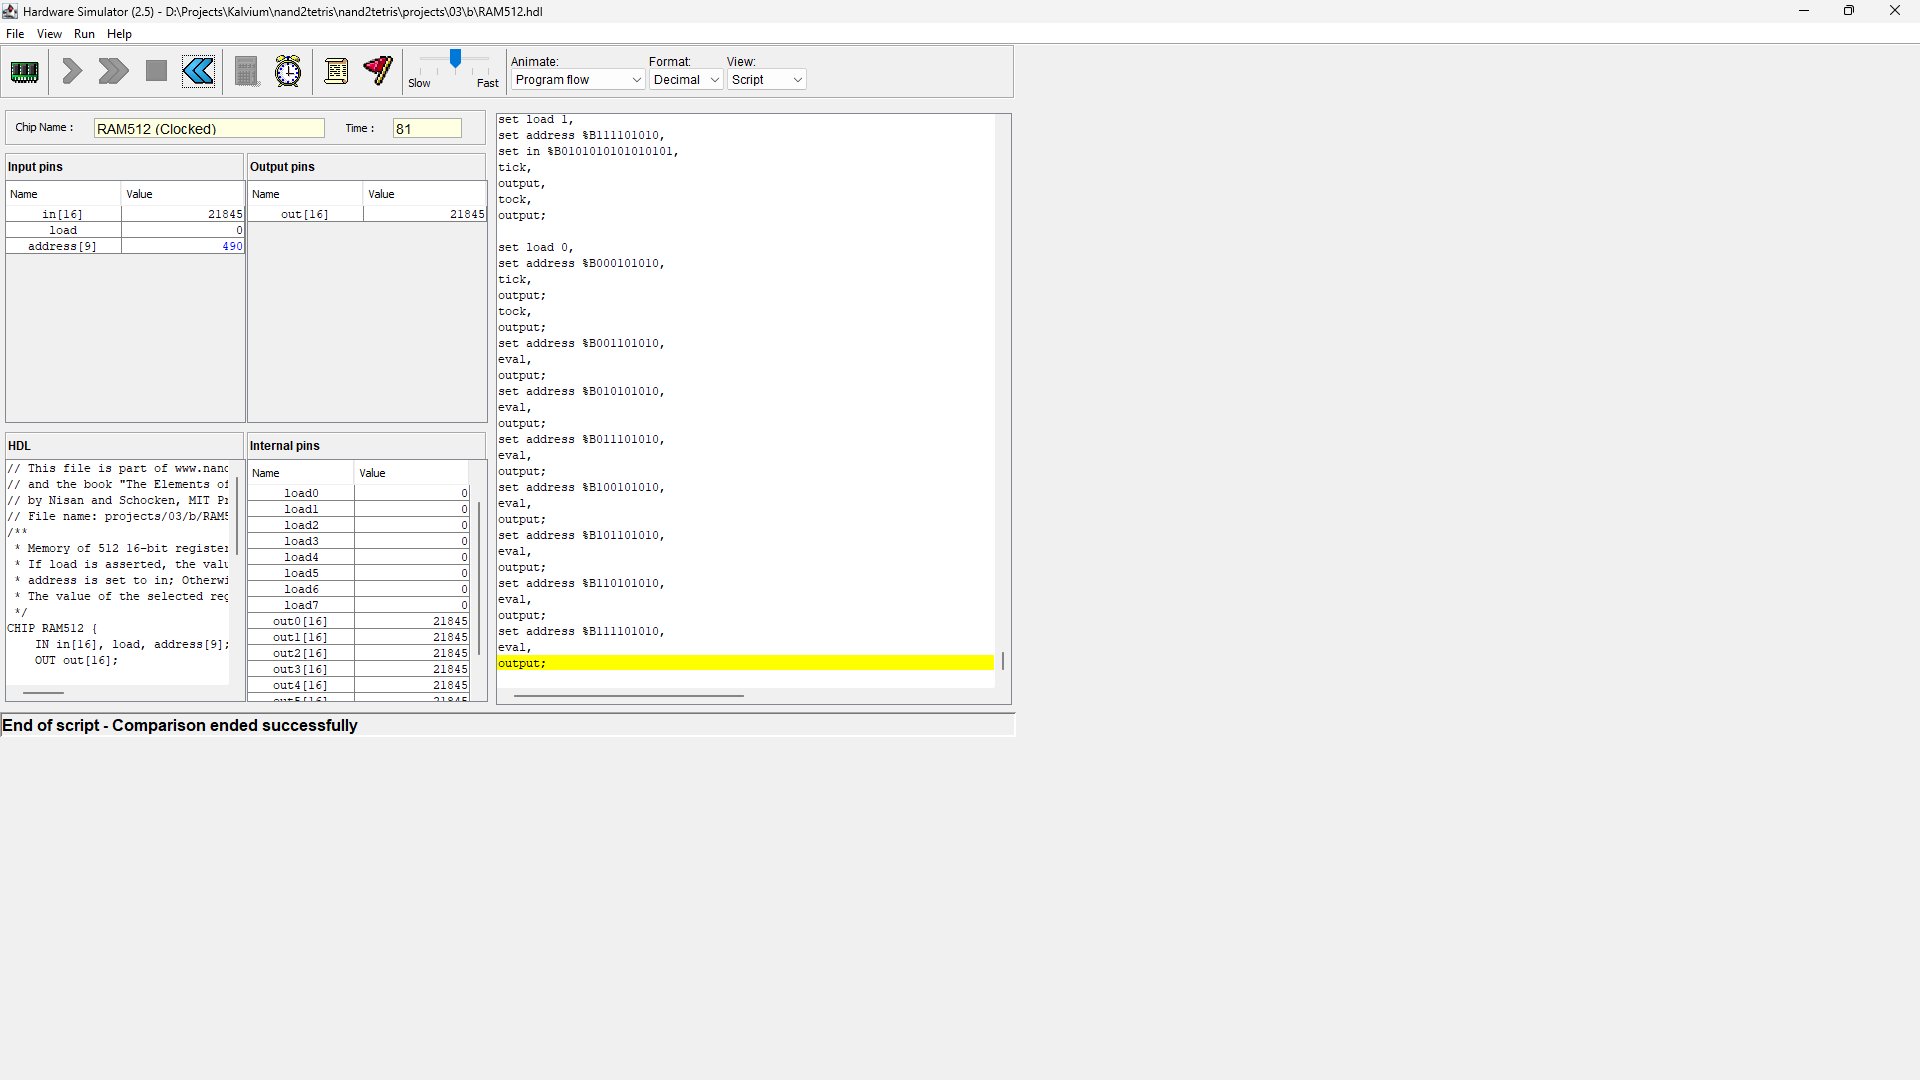 Hardware Simulator (2.5) - D:\Projects\Kalvium\nand2tetris\nand2tetris\projects\03\b\RAM512.hdl
File View Run Help
Animate: Format: View:
Slow Fast Program flow Decimal Script
Chip Name : RAM512 (Clocked) Time : 81
Input pins
Name Value
in[16] 21845
load 0
address[9] 490
Output pins
Name Value
out[16] 21845
HDL
// This file is part of www.nand
// and the book "The Elements of
// by Nisan and Schocken, MIT Pr
// File name: projects/03/b/RAM5
/**
* Memory of 512 16-bit register
* If load is asserted, the valu
* address is set to in; Otherwi
* The value of the selected reg
*/
CHIP RAM512 {
IN in[16], load, address[9];
OUT out[16];
Internal pins
Name Value
load0 0
load1 0
load2 0
load3 0
load4 0
load5 0
load6 0
load7 0
out0[16] 21845
out1[16] 21845
out2[16] 21845
out3[16] 21845
out4[16] 21845
out5[16] 21845
set load 1,
set address %B111101010,
set in %B0101010101010101,
tick,
output,
tock,
output;
set load 0,
set address %B000101010,
tick,
output;
tock,
output;
set address %B001101010,
eval,
output;
set address %B010101010,
eval,
output;
set address %B011101010,
eval,
output;
set address %B100101010,
eval,
output;
set address %B101101010,
eval,
output;
set address %B110101010,
eval,
output;
set address %B111101010,
eval,
output;
End of script - Comparison ended successfully